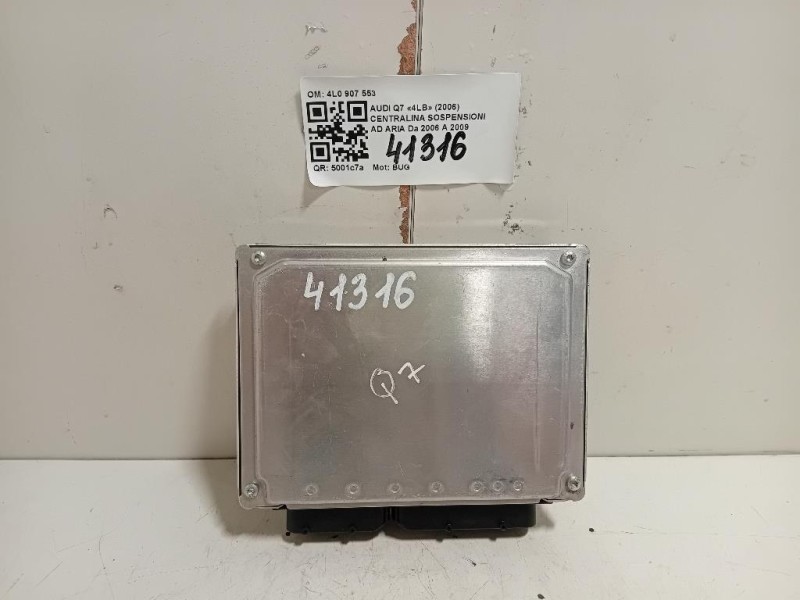 OM: 4L0 907 553
AUDI Q7 «4LB» (2006)
CENTRALINA SOSPENSIONI
AD ARIA Da 2006 A 2009
41316
QR: 5001c7a Mot: BUG
41316
Q7